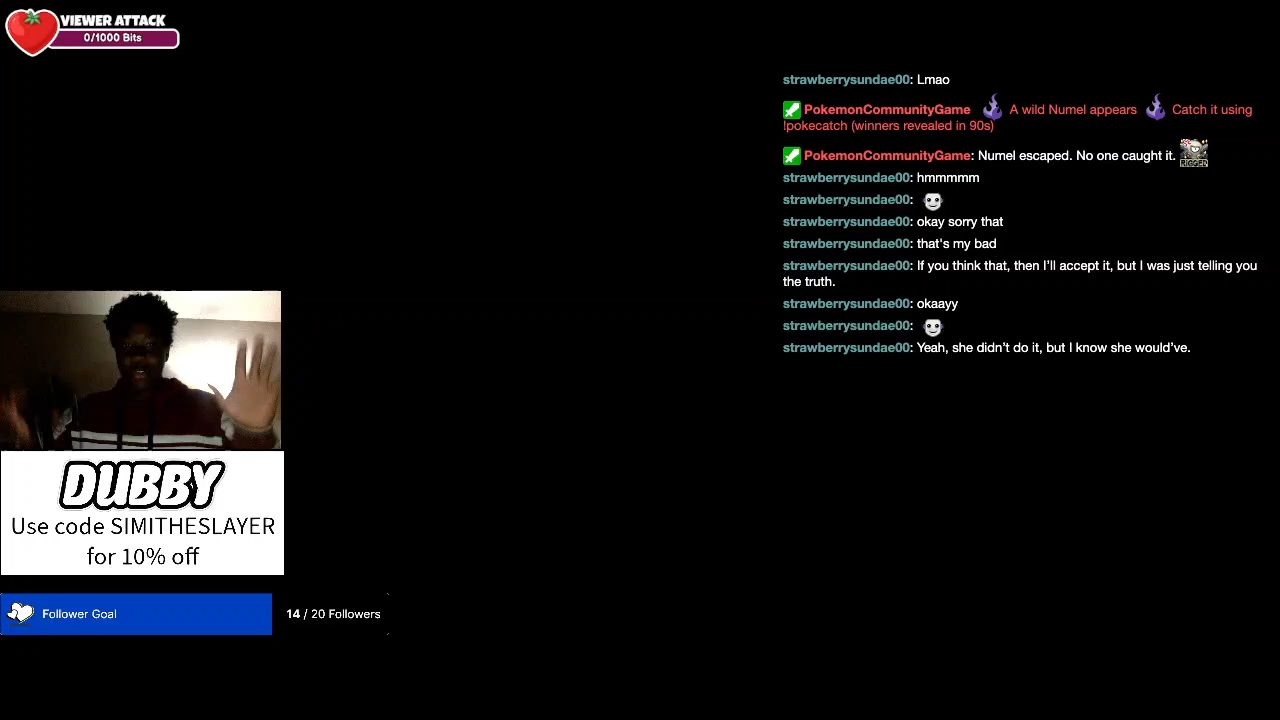 VIEWER ATTACK
0/1000 Bits
strawberrysundae00: Lmao
PokemonCommunityGame A wild Numel appears Catch it using
!pokecatch (winners revealed in 90s)
PokemonCommunityGame: Numel escaped. No one caught it.
RIGGED
strawberrysundae00: hmmmmm
strawberrysundae00:
strawberrysundae00: okay sorry that
strawberrysundae00: that's my bad
strawberrysundae00: If you think that, then I’ll accept it, but I was just telling you
the truth.
strawberrysundae00: okaayy
strawberrysundae00:
strawberrysundae00: Yeah, she didn’t do it, but I know she would’ve.
DUBBY
Use code SIMITHESLAYER
for 10% off
Follower Goal
14 / 20 Followers